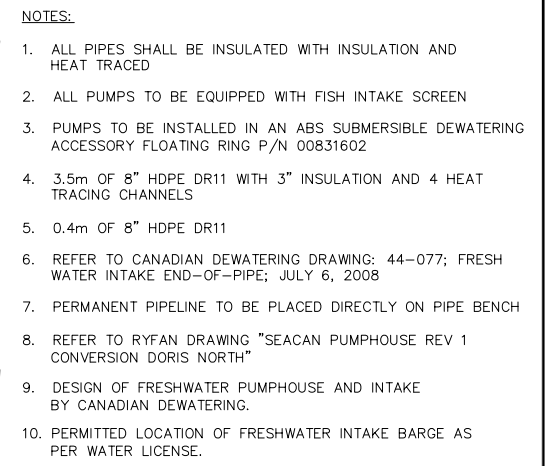 NOTES:
1. ALL PIPES SHALL BE INSULATED WITH INSULATION AND
HEAT TRACED
2. ALL PUMPS TO BE EQUIPPED WITH FISH INTAKE SCREEN
3. PUMPS TO BE INSTALLED IN AN ABS SUBMERSIBLE DEWATERING
ACCESSORY FLOATING RING P/N 00831602
4. 3.5m OF 8" HDPE DR11 WITH 3" INSULATION AND 4 HEAT
TRACING CHANNELS
5. 0.4m OF 8" HDPE DR11
6. REFER TO CANADIAN DEWATERING DRAWING: 44-077; FRESH
WATER INTAKE END-OF-PIPE; JULY 6, 2008
7. PERMANENT PIPELINE TO BE PLACED DIRECTLY ON PIPE BENCH
8. REFER TO RYFAN DRAWING "SEACAN PUMPHOUSE REV 1
CONVERSION DORIS NORTH"
9. DESIGN OF FRESHWATER PUMPHOUSE AND INTAKE
BY CANADIAN DEWATERING.
10. PERMITTED LOCATION OF FRESHWATER INTAKE BARGE AS
PER WATER LICENSE.